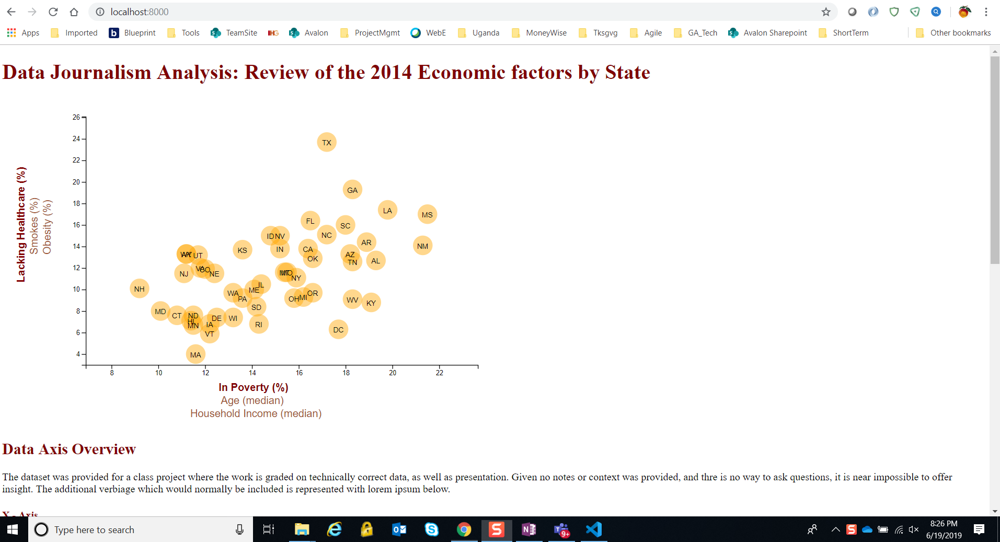 localhost:8000
Apps Imported Blueprint Tools TeamSite IHG Avalon ProjectMgmt WebE Uganda MoneyWise Tksgvg Agile GA_Tech Avalon Sharepoint ShortTerm Other bookmarks
Data Journalism Analysis: Review of the 2014 Economic factors by State
26
24
22
20
18
16
14
12
10
8
6
4
Lacking Healthcare (%)
Smokes (%)
Obesity (%)
TX
GA
LA
MS
FL
SC
NC
ID NV
AR
NM
KS
IN
CA
AZ
UT
OK
TN
AL
VA
CO
NE
NJ
MO
NY
IL
NH
ME
WA
PA
OH
MI
OR
WV
KY
SD
MD
CT
ND
HI
MN
DE
WI
IA
RI
VT
DC
MA
8 10 12 14 16 18 20 22
In Poverty (%)
Age (median)
Household Income (median)
Data Axis Overview
The dataset was provided for a class project where the work is graded on technically correct data, as well as presentation. Given no notes or context was provided, and thre is no way to ask questions, it is near impossible to offer
insight. The additional verbiage which would normally be included is represented with lorem ipsum below.
X - Axis
Type here to search
9+
8:26 PM
6/19/2019